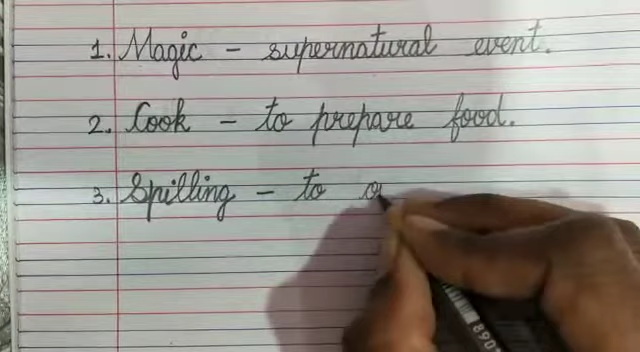 1. Magic - supernatural event.
2. Cook - to prepare food.
3. Spilling - to